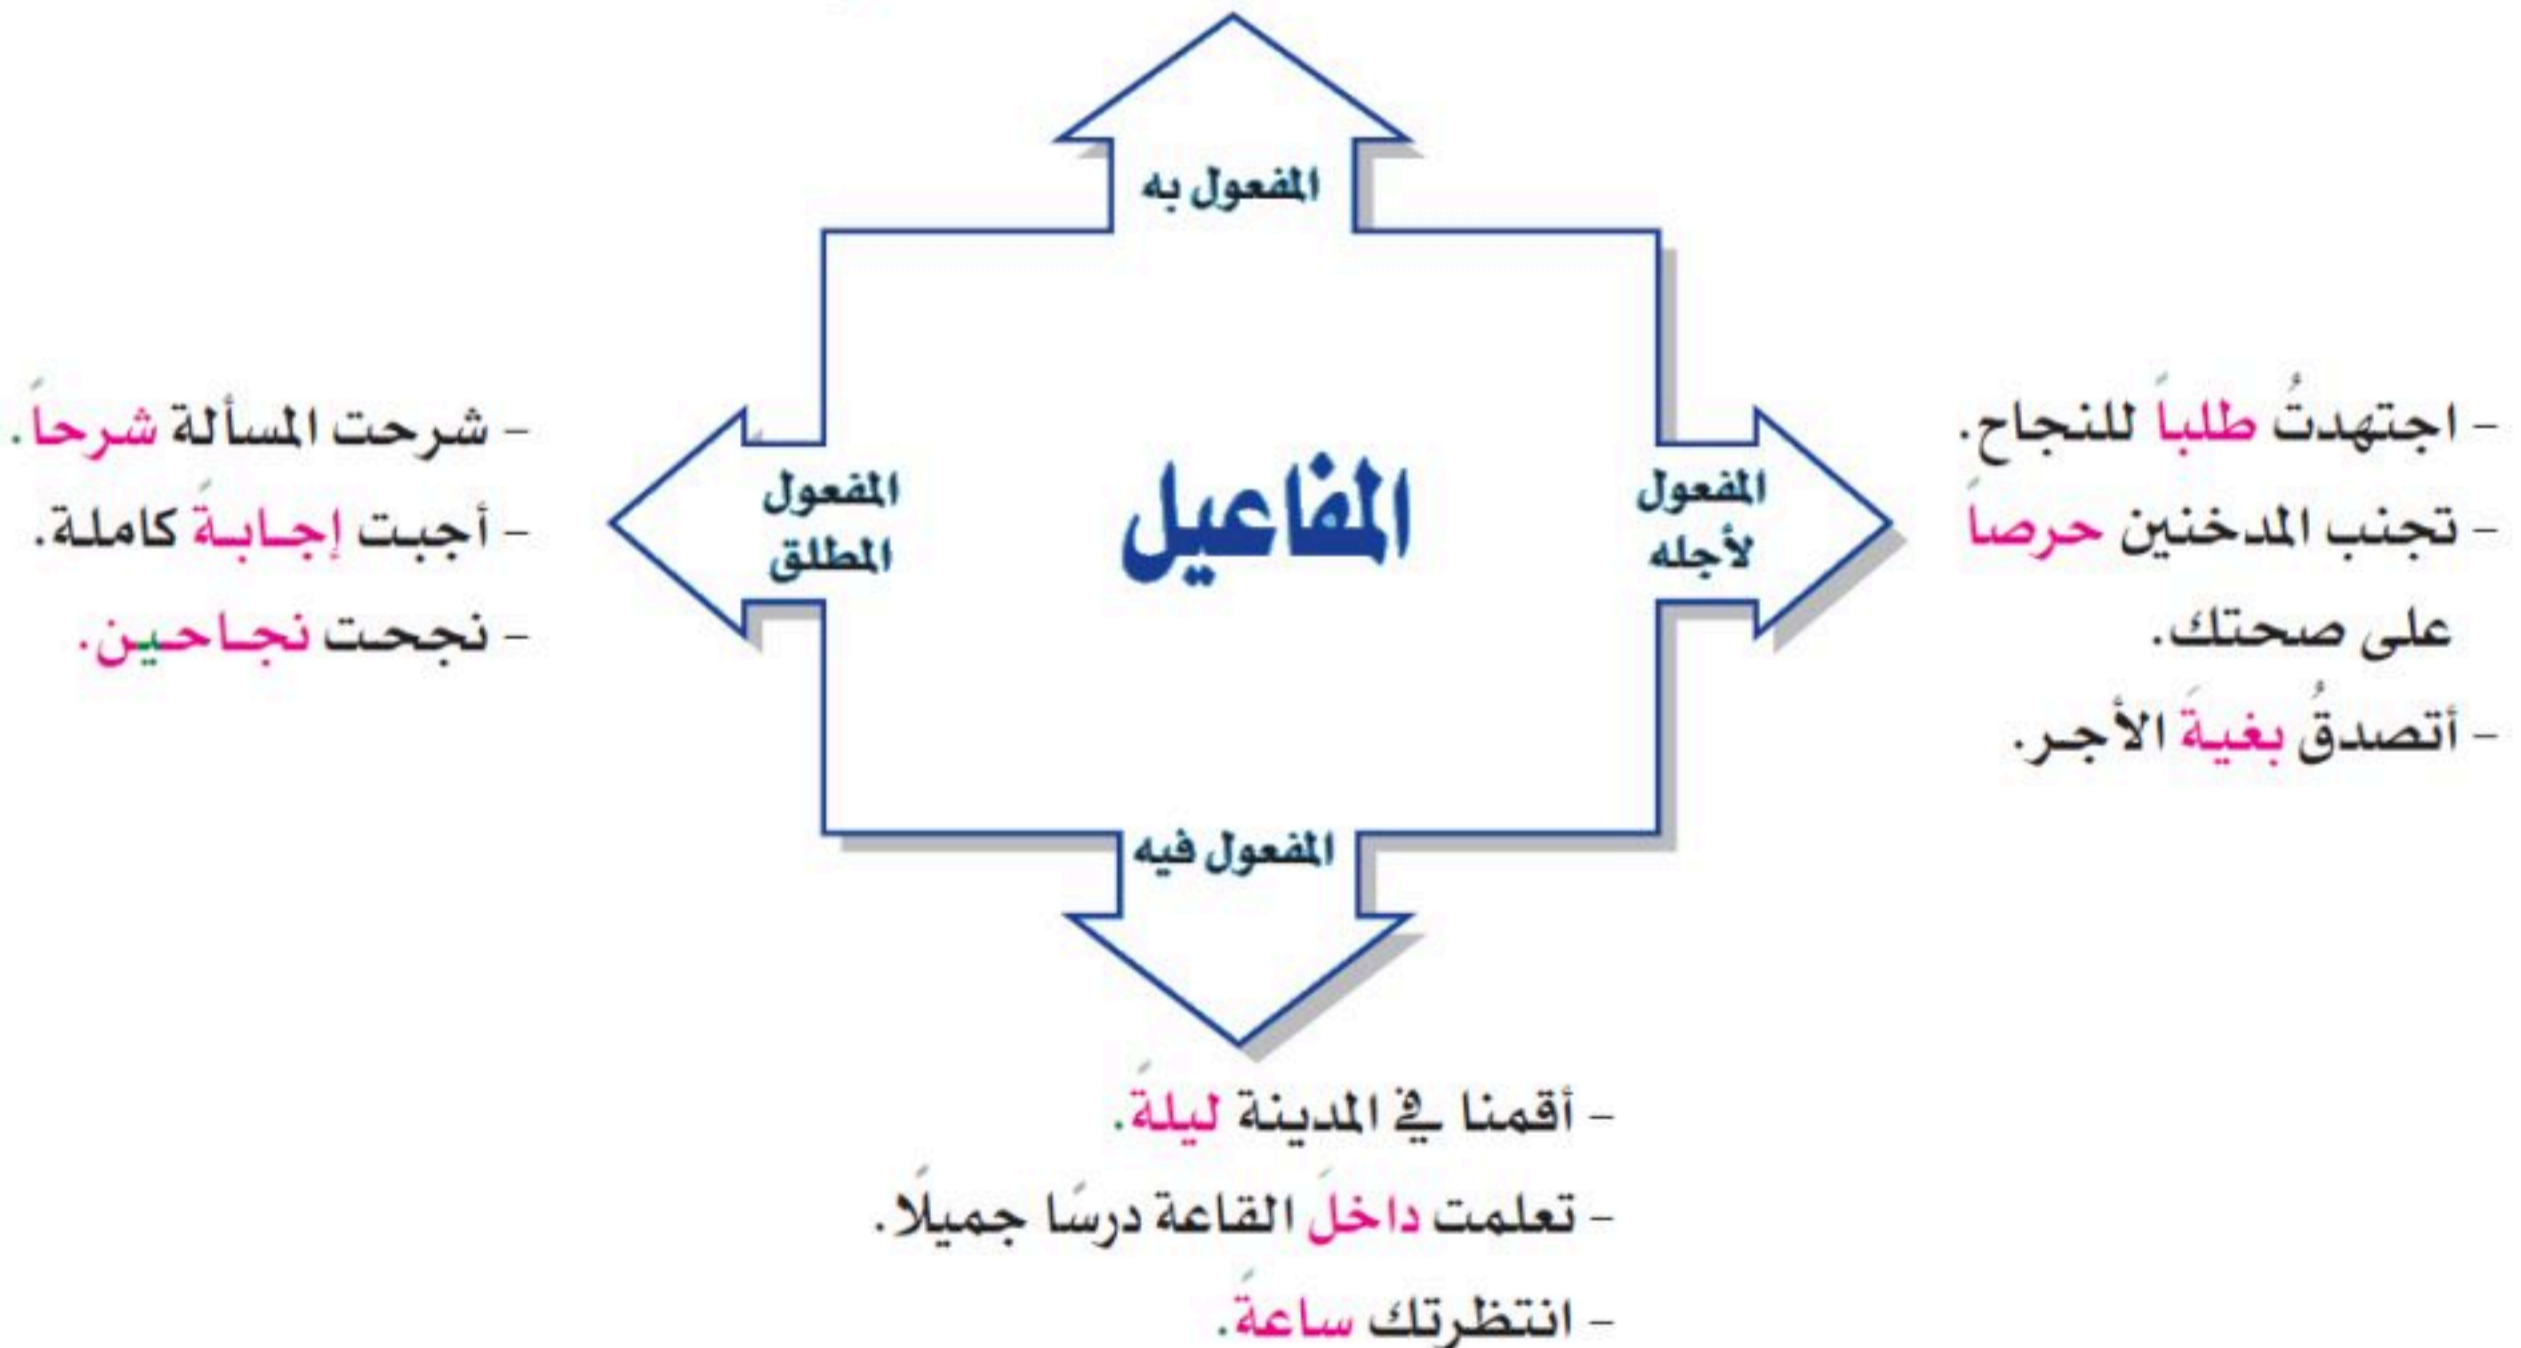 المفعول به
- اجتهدتُ طلباً للنجاح.
- تجنب المدخنين حرصاً
على صحتك.
- أتصدقُ بغيةَ الأجر.
المفعول
لأجله
المفاعيل
المفعول
المطلق
- شرحت المسألة شرحاً.
- أجبت إجابةً كاملة.
- نجحت نجاحين.
المفعول فيه
- أقمنا في المدينة ليلةً.
- تعلمت داخلَ القاعة درسًا جميلًا.
- انتظرتك ساعةً.